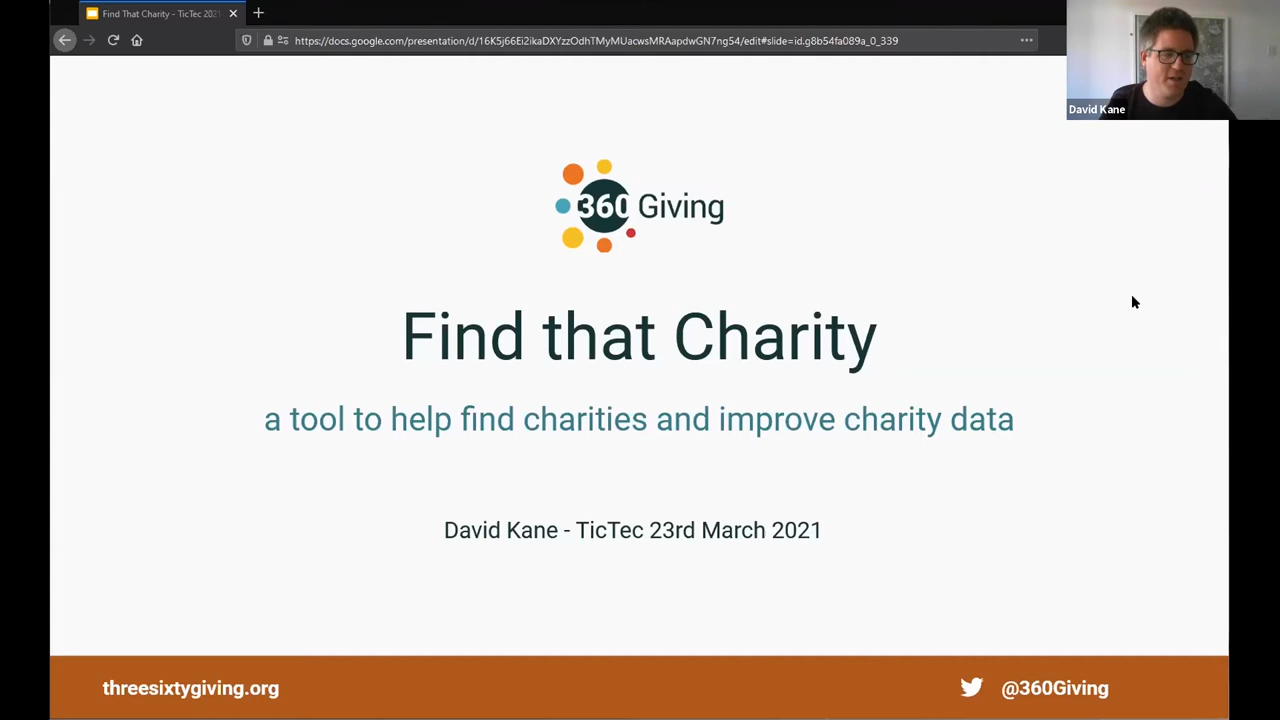 Find That Charity - TicTec 2021
https://docs.google.com/presentation/d/16K5j66Ei2ikaDXYzzOdhTMyMUacwsMRAapdwGN7ng54/edit#slide=id.g8b54fa089a_0_339
David Kane
360 Giving
Find that Charity
a tool to help find charities and improve charity data
David Kane - TicTec 23rd March 2021
threesixtygiving.org
@360Giving